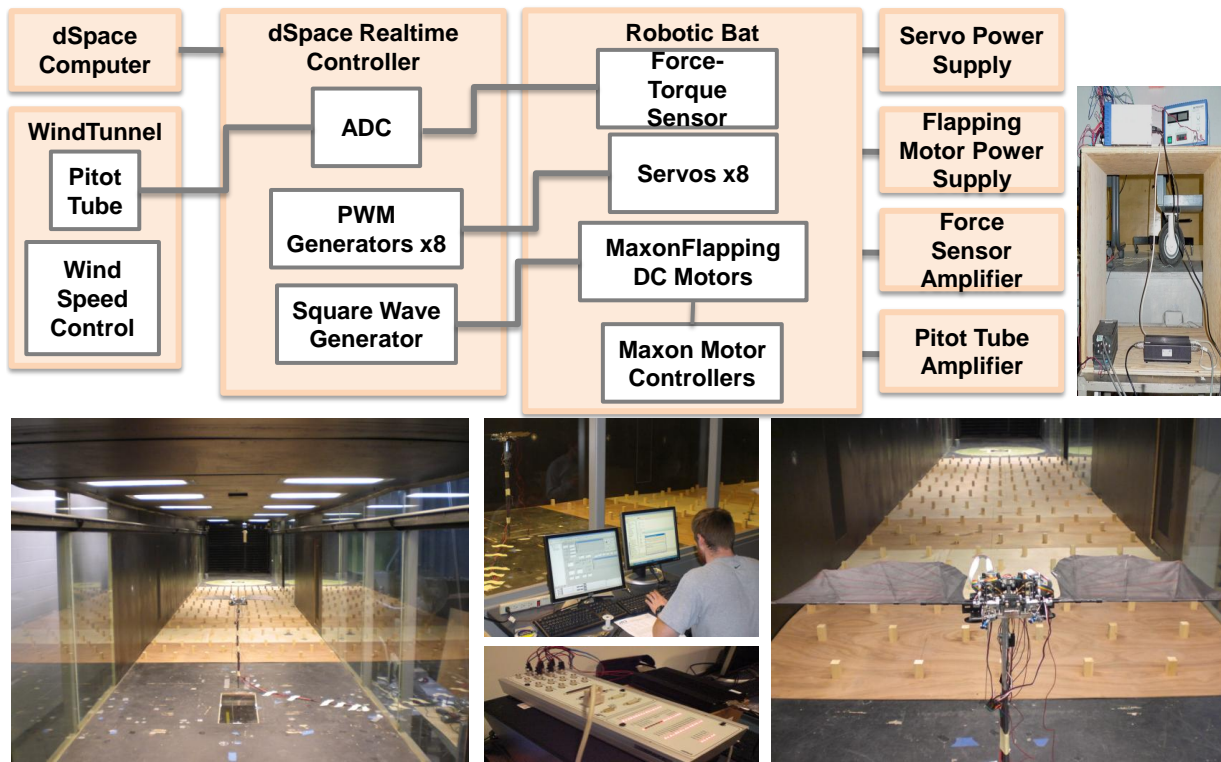 dSpace
Computer
WindTunnel
Pitot
Tube
Wind
Speed
Control
dSpace Realtime
Controller
ADC
PWM
Generators x8
Square Wave
Generator
Robotic Bat
Force-
Torque
Sensor
Servos x8
MaxonFlapping
DC Motors
Maxon Motor
Controllers
Servo Power
Supply
Flapping
Motor Power
Supply
Force
Sensor
Amplifier
Pitot Tube
Amplifier